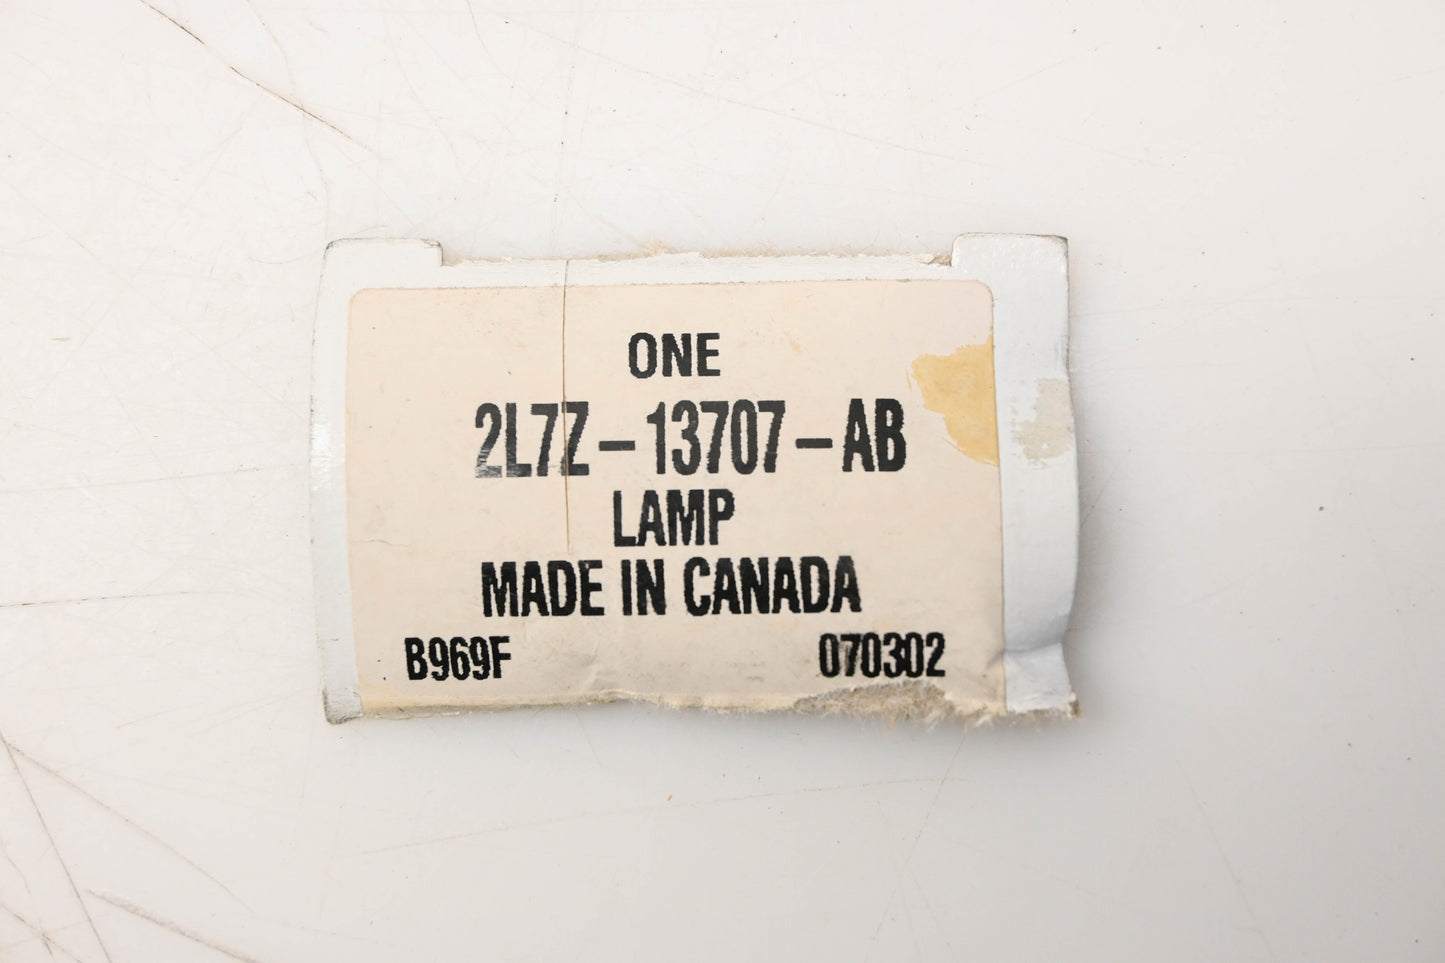 ONE
2L7Z-13707-AB
LAMP
MADE IN CANADA
B969F 070302